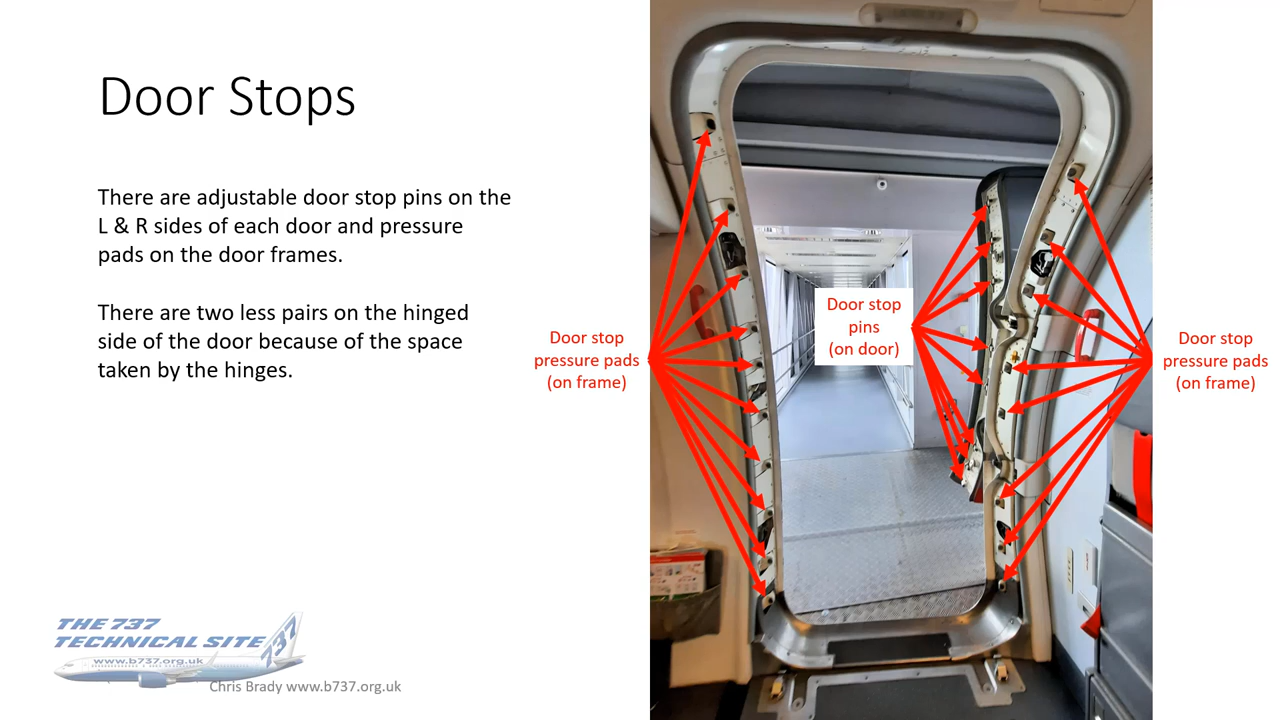 Door Stops
There are adjustable door stop pins on the
L & R sides of each door and pressure
pads on the door frames.
There are two less pairs on the hinged
side of the door because of the space
taken by the hinges.
Door stop
pressure pads
(on frame)
Door stop
pins
(on door)
Door stop
pressure pads
(on frame)
THE 737
TECHNICAL SITE
737
www.b737.org.uk
Chris Brady www.b737.org.uk